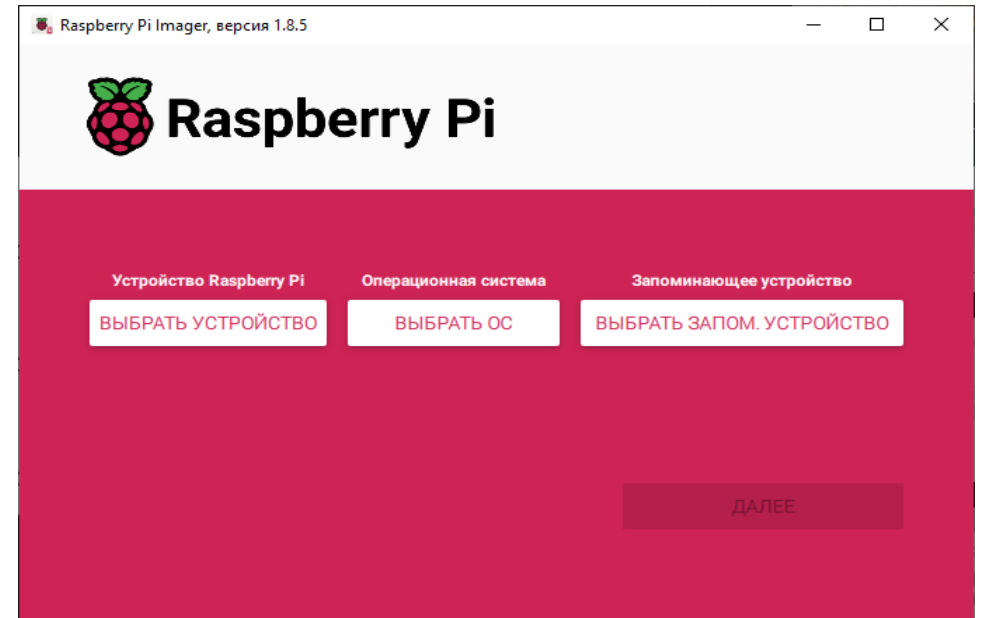 Raspberry Pi Imager, версия 1.8.5
Raspberry Pi
Устройство Raspberry Pi
Операционная система
Запоминающее устройство
ВЫБРАТЬ УСТРОЙСТВО
ВЫБРАТЬ ОС
ВЫБРАТЬ ЗАПОМ. УСТРОЙСТВО
ДАЛЕЕ